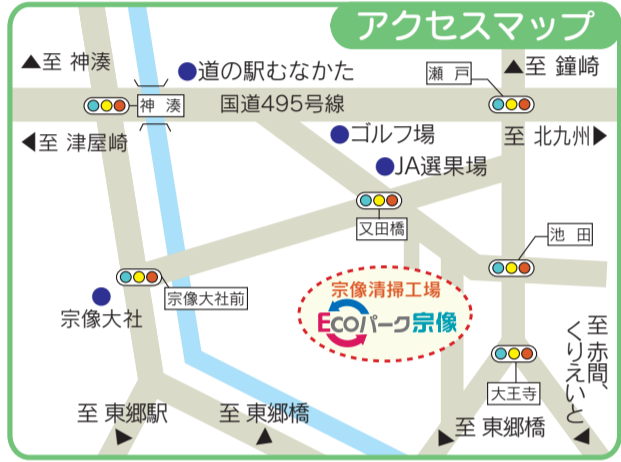 アクセスマップ
▲至 神湊
●道の駅むなかた
瀬 戸
▲至 鐘崎
神 湊
国道495号線
◀至 津屋崎
●ゴルフ場
至 北九州▶
●JA選果場
又田橋
池 田
宗像大社前
宗像大社
宗像清掃工場
Ecoパーク宗像
至 赤間、
くりえいと
大王寺
至 東郷駅
至 東郷橋
至 東郷橋